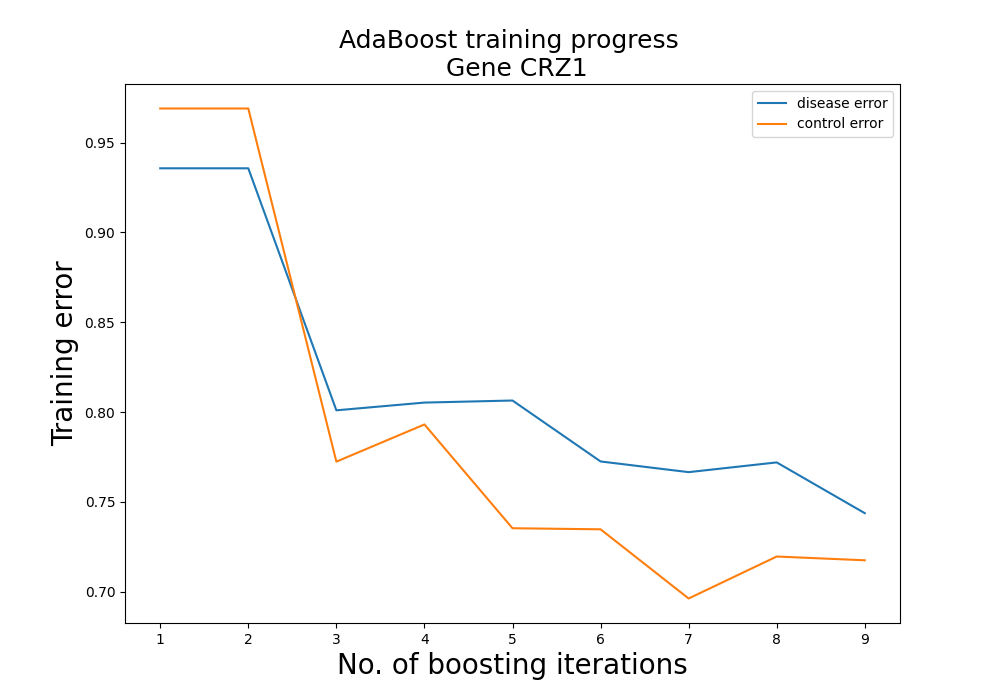 AdaBoost training progress
Gene CRZ1
disease error
control error
Training error
0.95
0.90
0.85
0.80
0.75
0.70
1 2 3 4 5 6 7 8 9
No. of boosting iterations